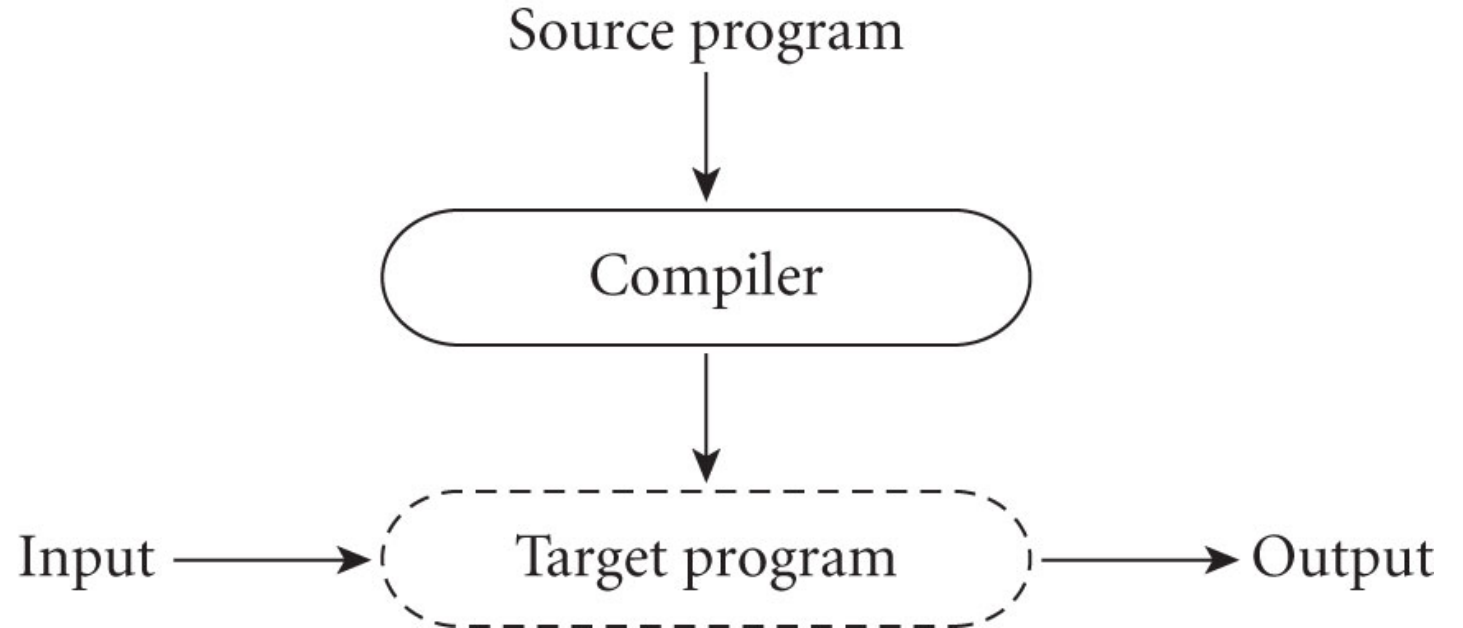 Source program
Compiler
Input
Target program
Output